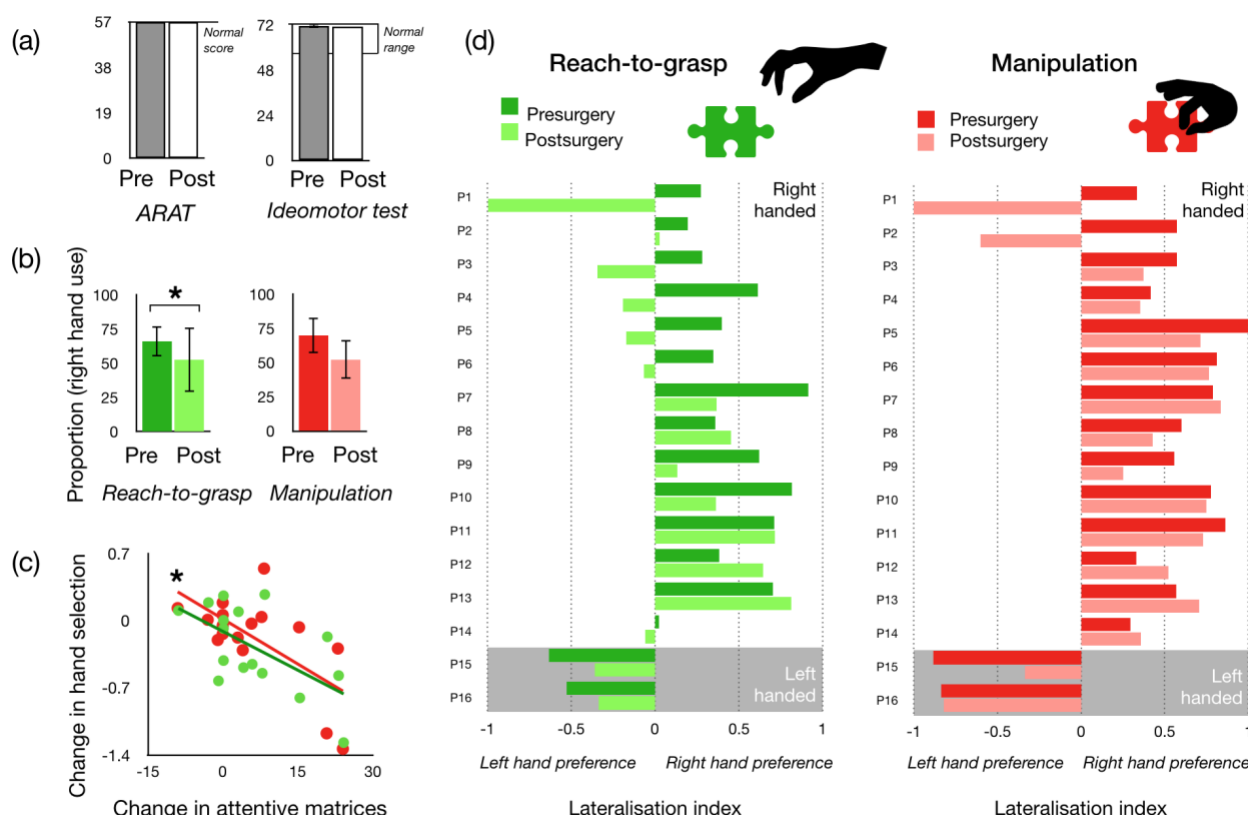 (a)
57
38
19
0
Normal
score
Pre Post
ARAT
72
48
24
0
Normal
range
Pre Post
Ideomotor test
(b)
Proportion (right hand use)
100
75
50
25
0
*
Pre Post
Reach-to-grasp
100
75
50
25
0
Pre Post
Manipulation
(c)
Change in hand selection
0.7
0
-0.7
-1.4
*
-15 0 15 30
Change in attentive matrices
(d)
Reach-to-grasp
Presurgery
Postsurgery
Right
handed
P1
P2
P3
P4
P5
P6
P7
P8
P9
P10
P11
P12
P13
P14
P15
P16
Left
handed
-1 -0.5 0 0.5 1
Left hand preference Right hand preference
Lateralisation index
Manipulation
Presurgery
Postsurgery
Right
handed
P1
P2
P3
P4
P5
P6
P7
P8
P9
P10
P11
P12
P13
P14
P15
P16
Left
handed
-1 -0.5 0 0.5 1
Left hand preference Right hand preference
Lateralisation index